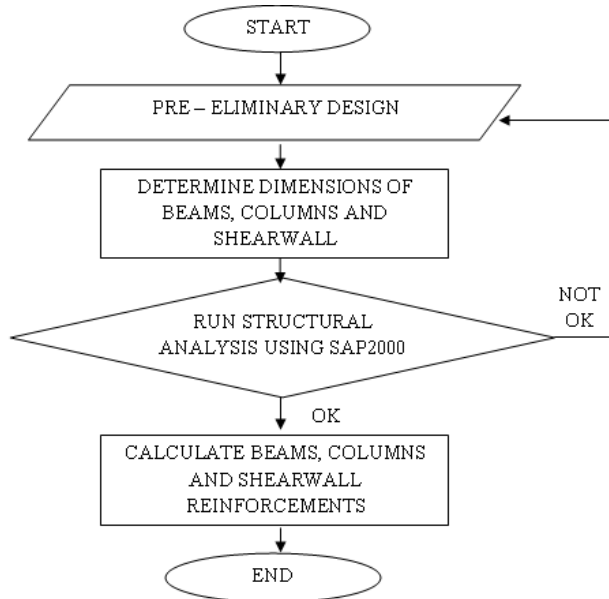 START
PRE – ELIMINARY DESIGN
DETERMINE DIMENSIONS OF
BEAMS, COLUMNS AND
SHEARWALL
RUN STRUCTURAL
ANALYSIS USING SAP2000
NOT
OK
OK
CALCULATE BEAMS, COLUMNS
AND SHEARWALL
REINFORCEMENTS
END